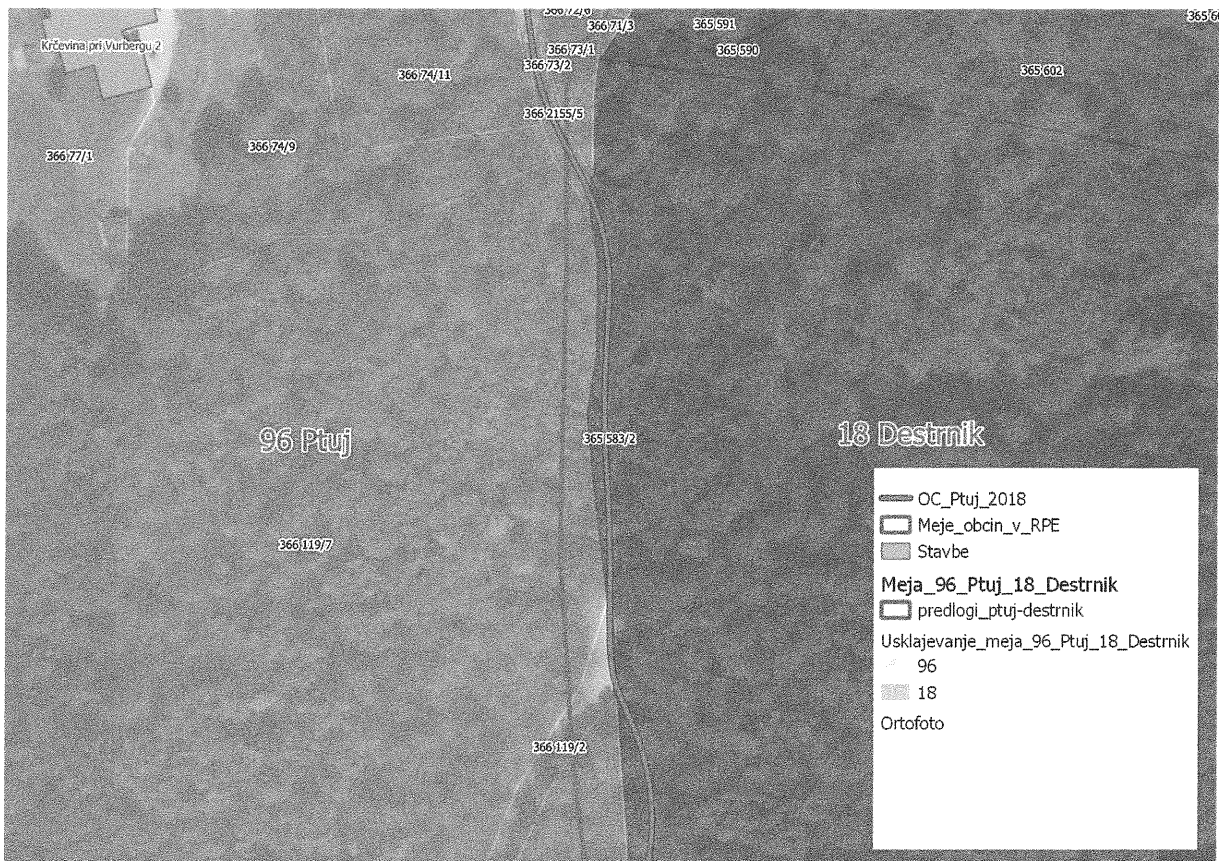 366 72/6
366 71/3
365 591
Krčevina pri Vurbergu 2
366 73/1
365 590
366 73/2
366 74/11
365 602
366 2155/5
366 77/1
366 74/9
96 Ptuj
365 583/2
18 Destrnik
366 119/7
366 119/2
OC_Ptuj_2018
Meje_obcin_v_RPE
Stavbe
Meja_96_Ptuj_18_Destrnik
predlogi_ptuj-destrnik
Usklajevanje_meja_96_Ptuj_18_Destrnik
96
18
Ortofoto